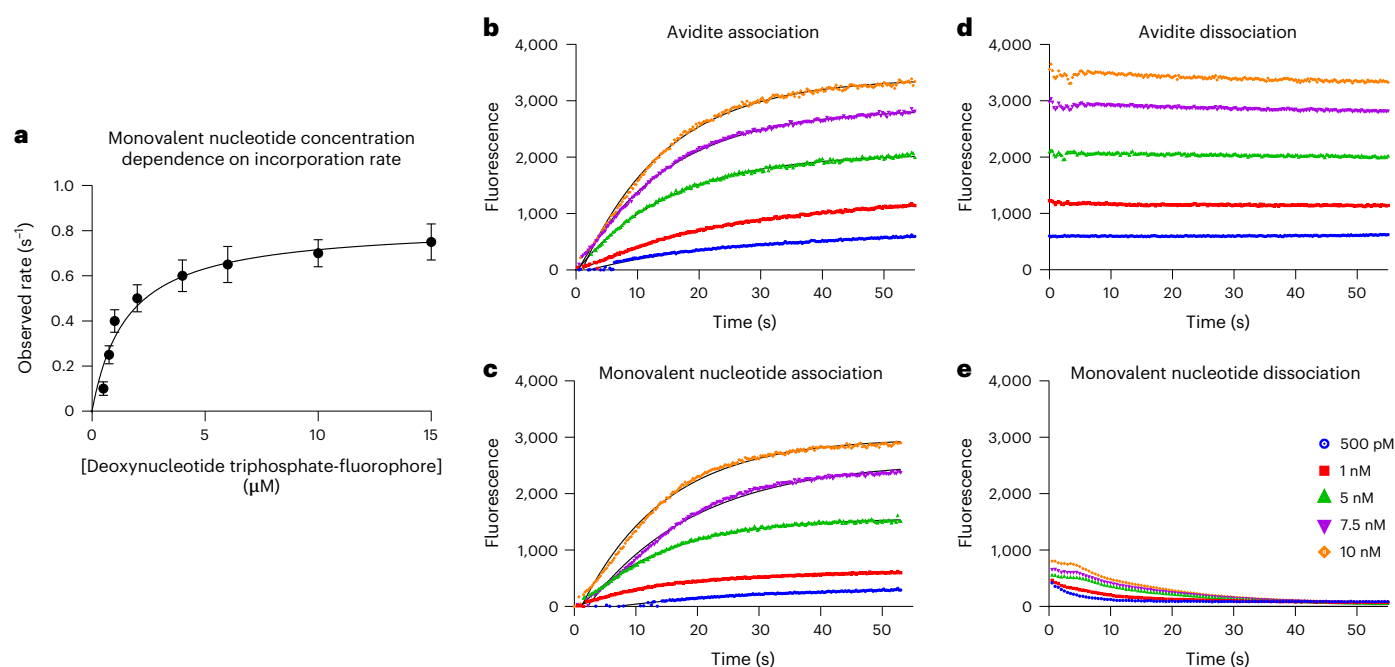 a
Monovalent nucleotide concentration
dependence on incorporation rate
Observed rate (s⁻¹)
1.0
0.8
0.6
0.4
0.2
0
0 5 10 15
[Deoxynucleotide triphosphate-fluorophore]
(μM)
b
Avidite association
Fluorescence
4,000
3,000
2,000
1,000
0
0 10 20 30 40 50
Time (s)
c
Monovalent nucleotide association
Fluorescence
4,000
3,000
2,000
1,000
0
0 10 20 30 40 50
Time (s)
d
Avidite dissociation
Fluorescence
4,000
3,000
2,000
1,000
0
0 10 20 30 40 50
Time (s)
e
Monovalent nucleotide dissociation
Fluorescence
4,000
3,000
2,000
1,000
0
0 10 20 30 40 50
Time (s)
500 pM
1 nM
5 nM
7.5 nM
10 nM